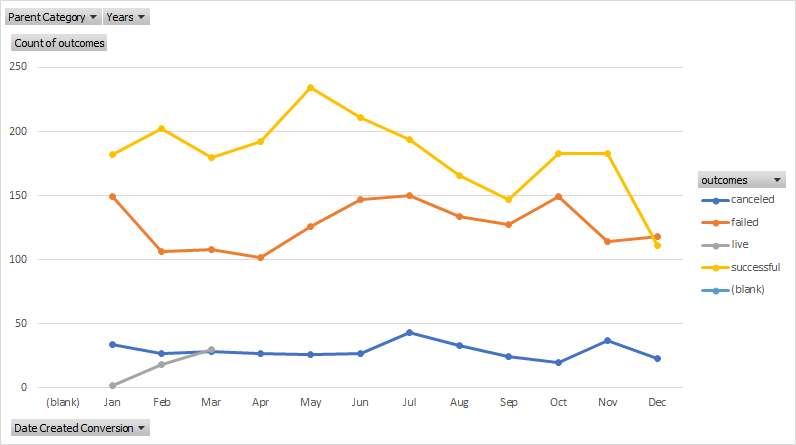 Parent Category Years
Count of outcomes
250
200
150
100
50
0
(blank) Jan Feb Mar Apr May Jun Jul Aug Sep Oct Nov Dec
outcomes
canceled
failed
live
successful
(blank)
Date Created Conversion